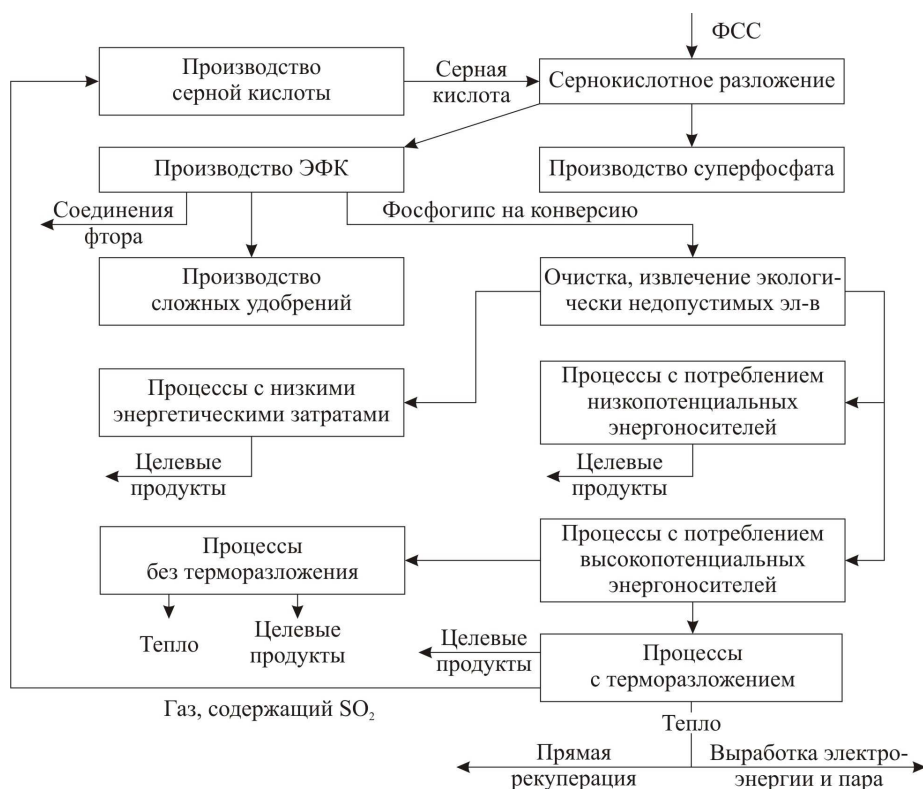 ФСС
Производство
серной кислоты
Серная
кислота
Сернокислотное разложение
Производство ЭФК
Производство суперфосфата
Соединения
фтора
Фосфогипс на конверсию
Производство
сложных удобрений
Очистка, извлечение экологи-
чески недопустимых эл-в
Процессы с низкими
энергетическими затратами
Процессы с потреблением
низкопотенциальных
энергоносителей
Целевые
продукты
Целевые
продукты
Процессы
без терморазложения
Процессы с потреблением
высокопотенциальных
энергоносителей
Тепло
Целевые
продукты
Целевые
продукты
Процессы
с терморазложением
Газ, содержащий SO₂
Тепло
Прямая
рекуперация
Выработка электро-
энергии и пара